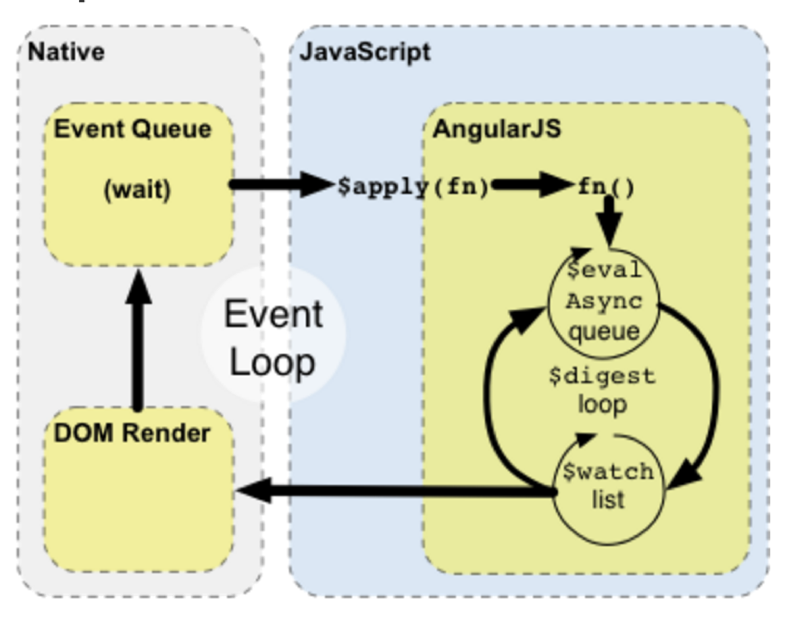 Native
Event Queue
(wait)
DOM Render
Event
Loop
JavaScript
AngularJS
$apply(fn)
fn()
$eval
Async
queue
$digest
loop
$watch
list